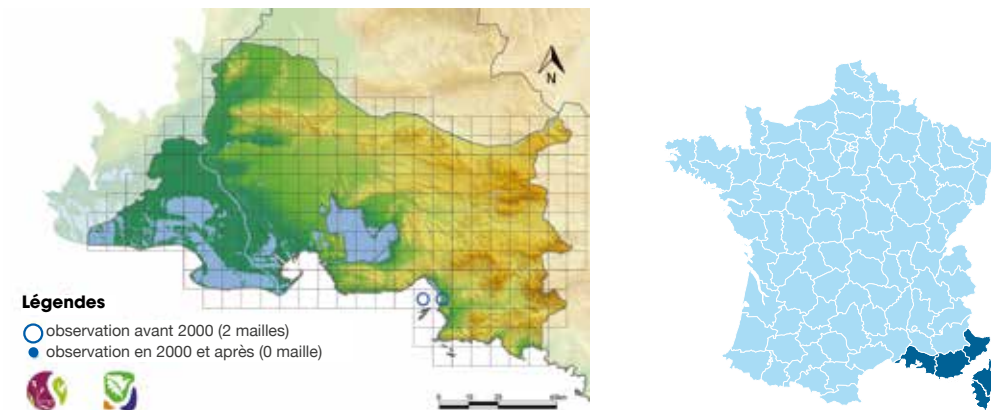 N
Légendes
observation avant 2000 (2 mailles)
observation en 2000 et après (0 maille)